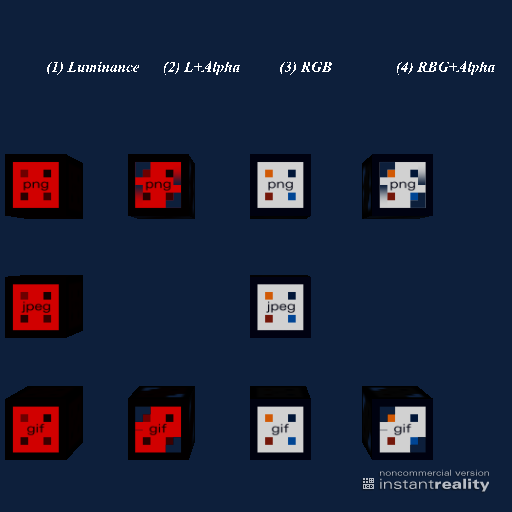 (1) Luminance (2) L+Alpha (3) RGB (4) RBG+Alpha
png png png png
jpeg jpeg
gif gif gif gif
noncommercial version
instantreality